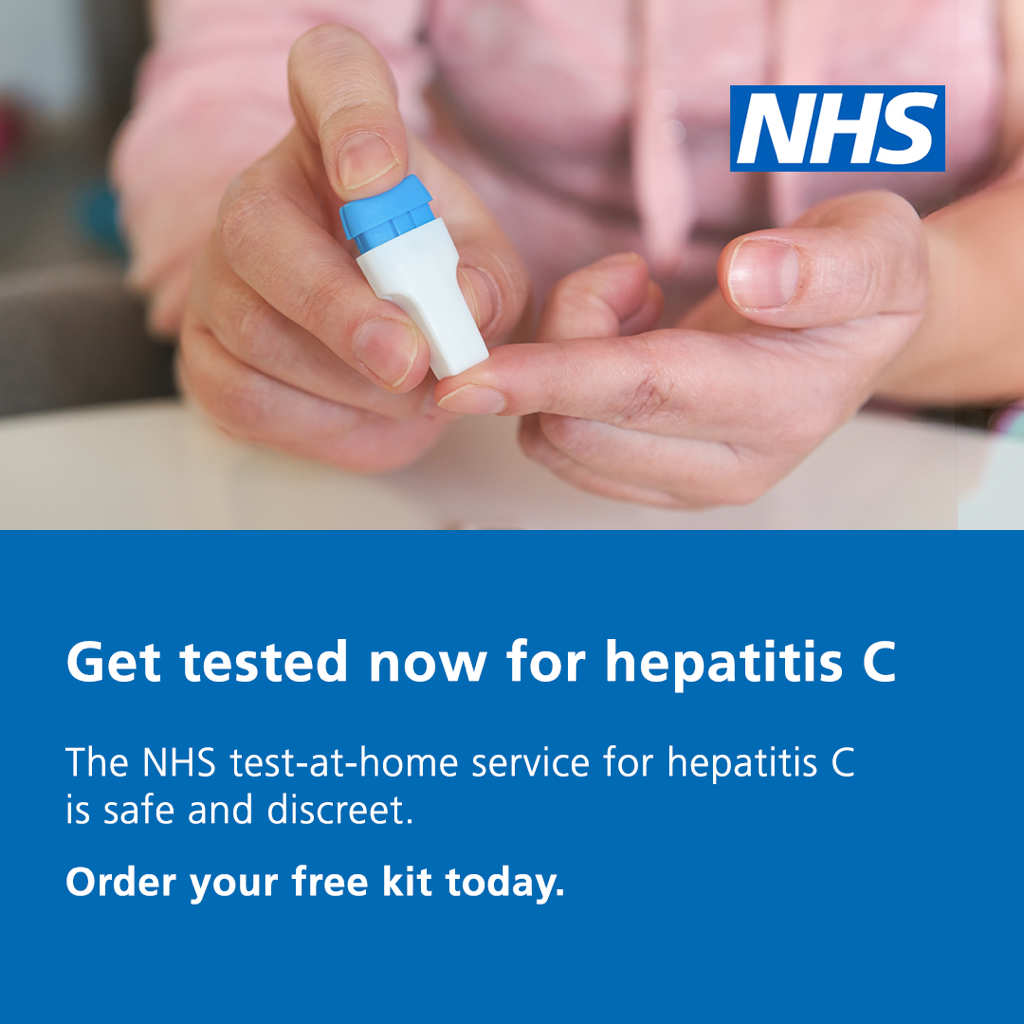 NHS
Get tested now for hepatitis C
The NHS test-at-home service for hepatitis C
is safe and discreet.
Order your free kit today.